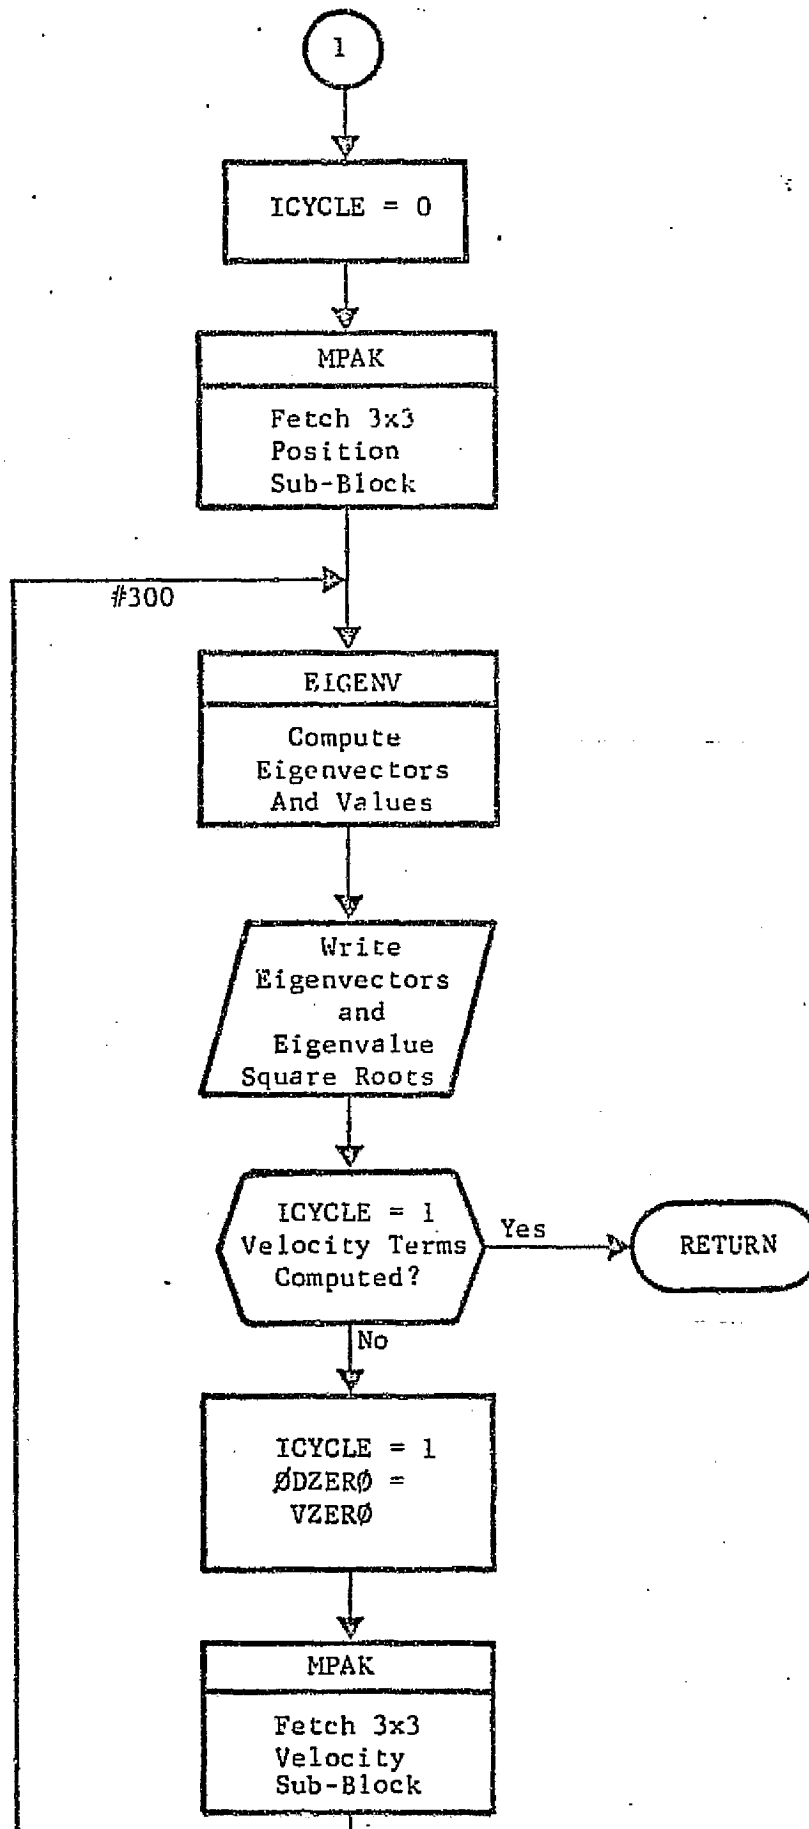 1
ICYCLE = 0
MPAK
Fetch 3x3
Position
Sub-Block
#300
EIGENV
Compute
Eigenvectors
And Values
Write
Eigenvectors
and
Eigenvalue
Square Roots
ICYCLE = 1
Velocity Terms
Computed?
Yes
RETURN
No
ICYCLE = 1
ØDZERØ =
VZERØ
MPAK
Fetch 3x3
Velocity
Sub-Block